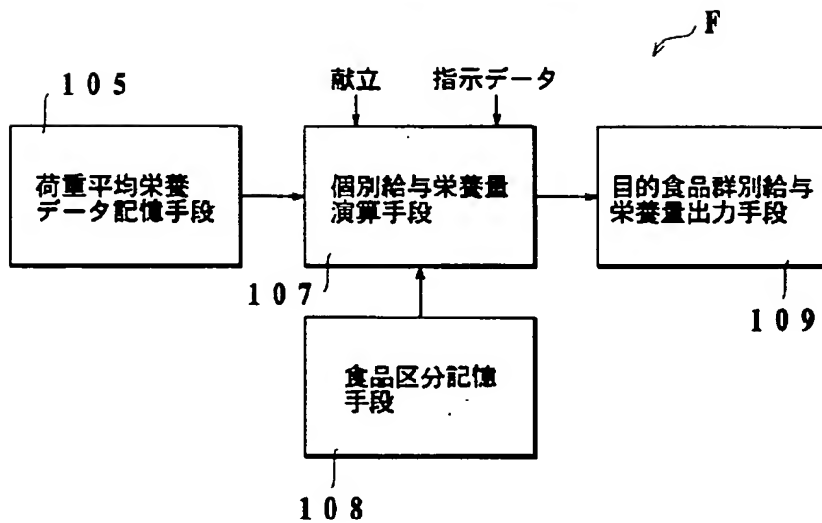 F
105
献立
指示データ
荷重平均栄養
データ記憶手段
個別給与栄養量
演算手段
目的食品群別給与
栄養量出力手段
107
109
食品区分記憶
手段
108